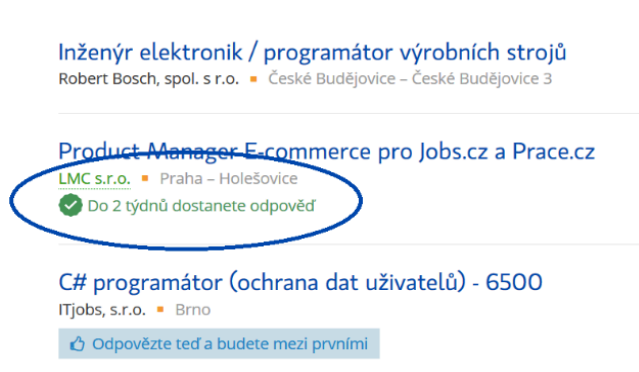 Inženýr elektronik / programátor výrobních strojů
Robert Bosch, spol. s r.o. ▪ České Budějovice – České Budějovice 3
Product Manager E-commerce pro Jobs.cz a Prace.cz
LMC s.r.o. ▪ Praha – Holešovice
Do 2 týdnů dostanete odpověď
C# programátor (ochrana dat uživatelů) - 6500
ITjobs, s.r.o. ▪ Brno
Odpovězte teď a budete mezi prvními